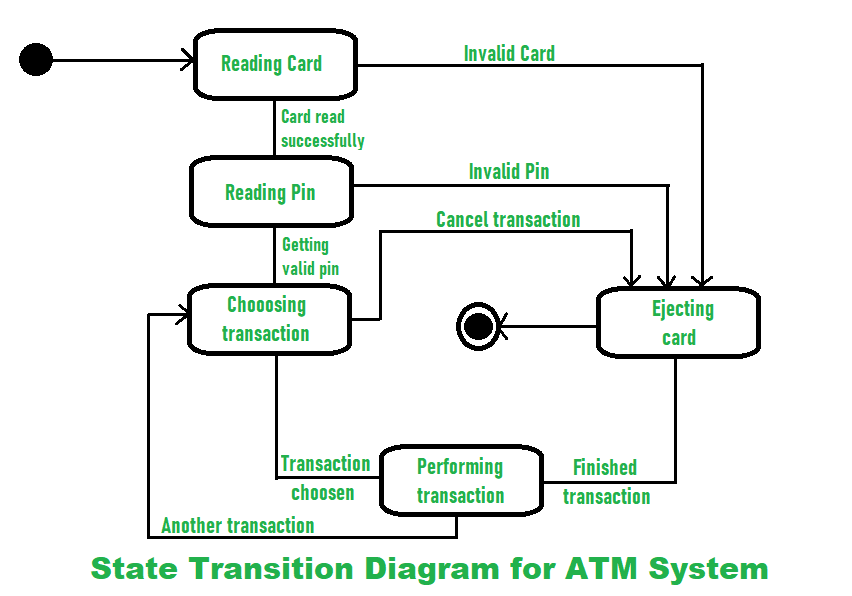 Reading Card
Invalid Card
Card read
successfully
Reading Pin
Invalid Pin
Cancel transaction
Getting
valid pin
Chooosing
transaction
Ejecting
card
Transaction
choosen
Performing
transaction
Finished
transaction
Another transaction
State Transition Diagram for ATM System